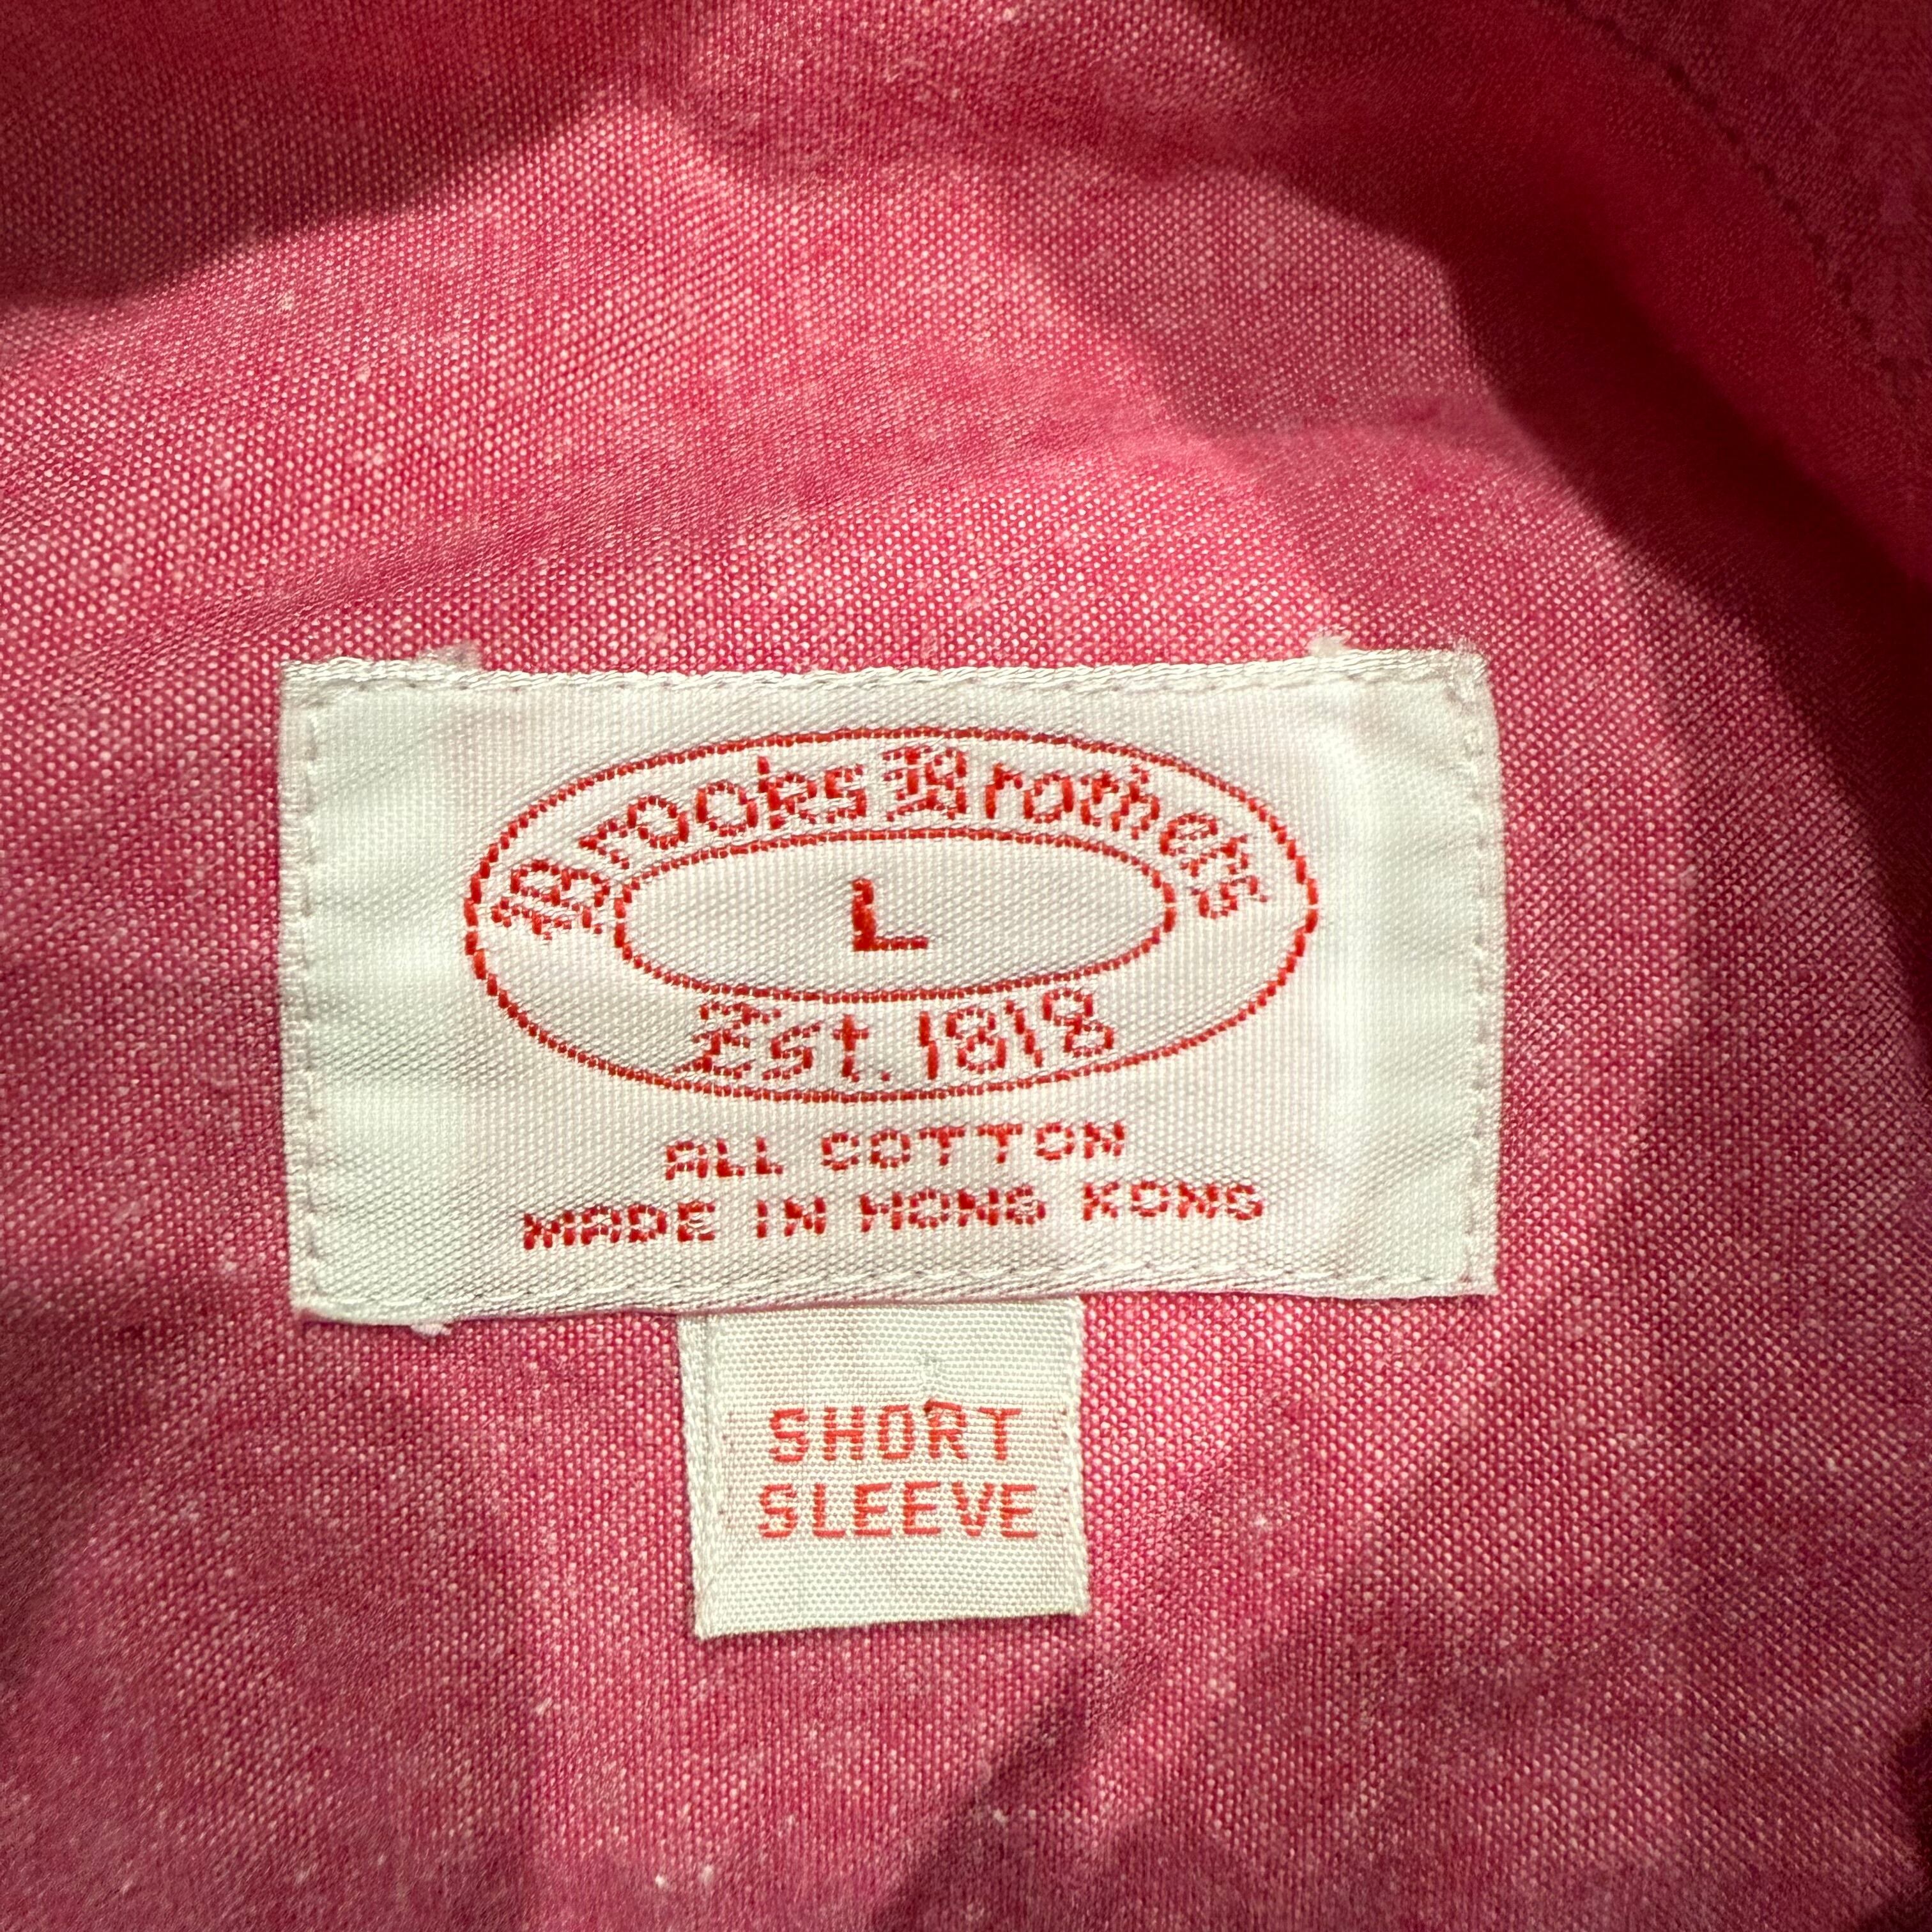 Brooks Brothers
L
Est. 1818
ALL COTTON
MADE IN HONG KONG
SHORT
SLEEVE